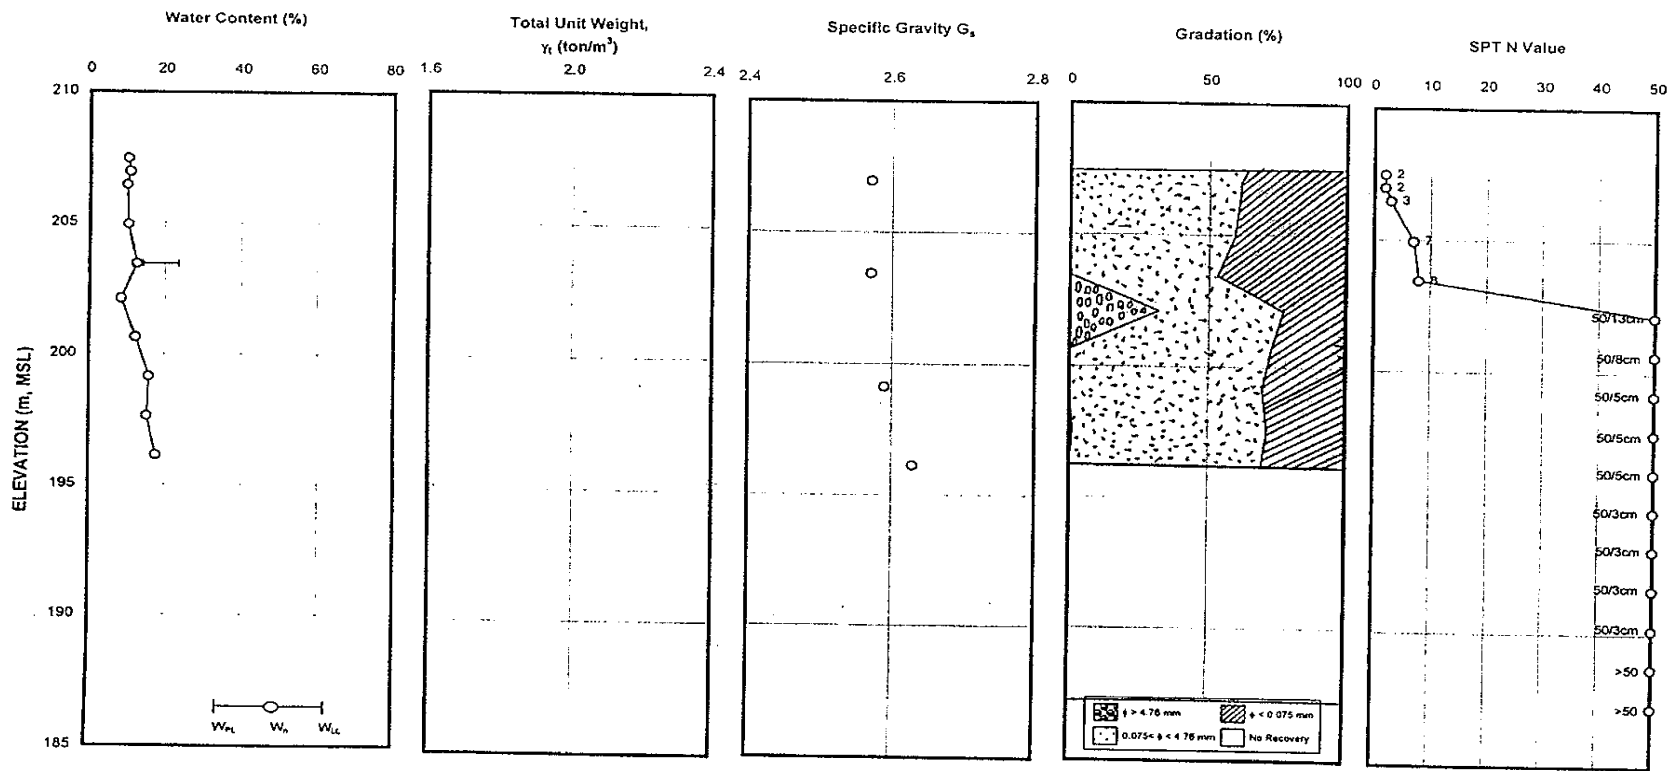 Water Content (%)
Total Unit Weight,
γt (ton/m³)
Specific Gravity Gs
Gradation (%)
SPT N Value
0 20 40 60 80
1.6 2.0 2.4
2.4 2.6 2.8
0 50 100
0 10 20 30 40 50
ELEVATION (m, MSL)
210
205
200
195
190
185
2
2
3
7
8
50/13cm
50/8cm
50/5cm
50/5cm
50/5cm
50/3cm
50/3cm
50/3cm
50/3cm
>50
>50
WPL Wn WLL
ϕ > 4.76 mm
ϕ < 0.075 mm
0.075< ϕ < 4.76 mm
No Recovery